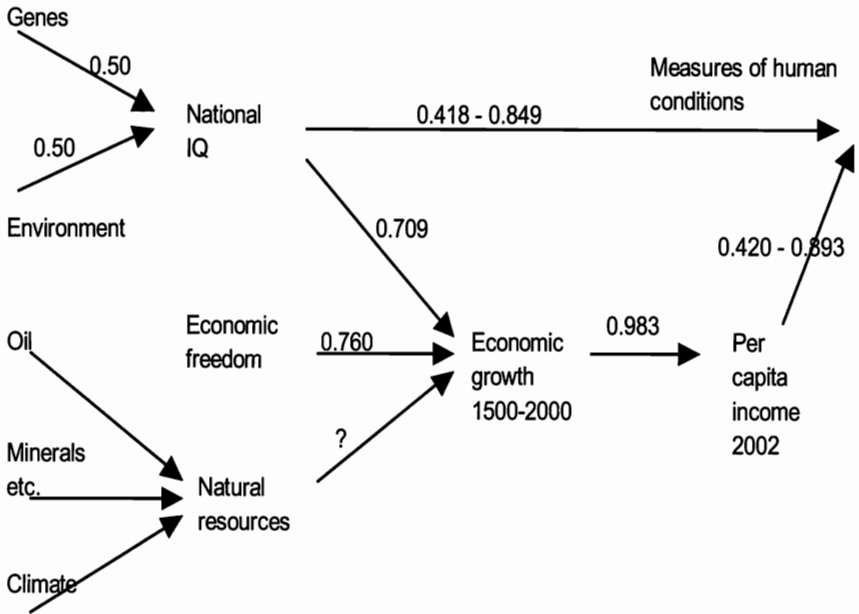 Genes
0.50
Measures of human
conditions
National
IQ
0.418 - 0.849
0.50
Environment
0.709
0.420 - 0.893
Economic
freedom
0.760
Oil
Economic
growth
1500-2000
0.983
Per
capita
income
2002
?
Minerals
etc.
Natural
resources
Climate